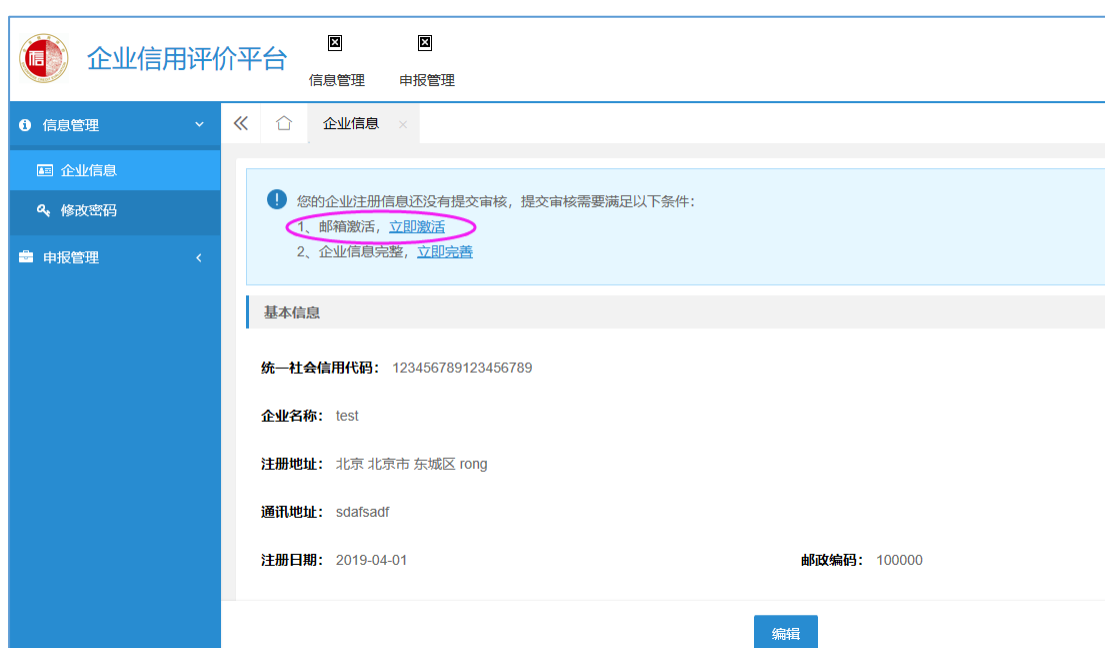 信
企业信用评价平台
信息管理
申报管理
信息管理
企业信息
企业信息
修改密码
申报管理
您的企业注册信息还没有提交审核，提交审核需要满足以下条件：
1、邮箱激活，立即激活
2、企业信息完整，立即完善
基本信息
统一社会信用代码： 123456789123456789
企业名称： test
注册地址： 北京 北京市 东城区 rong
通讯地址： sdafsadf
注册日期： 2019-04-01 邮政编码： 100000
编辑